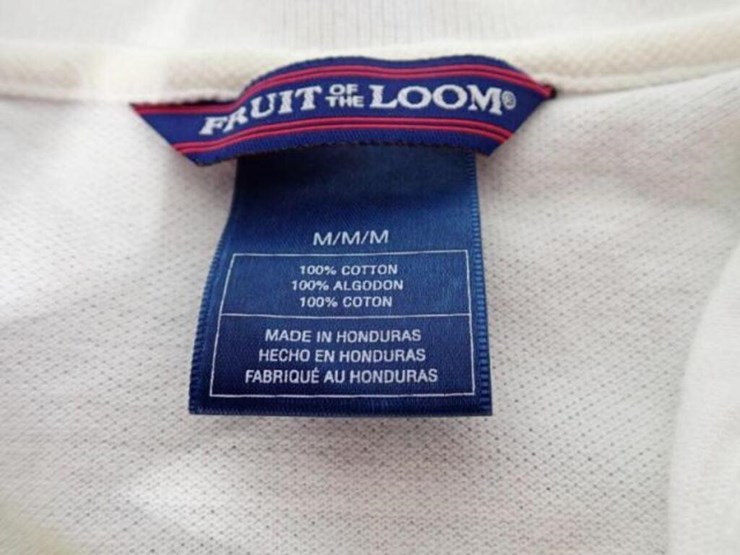 FRUIT OF THE LOOM®
M/M/M
100% COTTON
100% ALGODON
100% COTON
MADE IN HONDURAS
HECHO EN HONDURAS
FABRIQUÉ AU HONDURAS